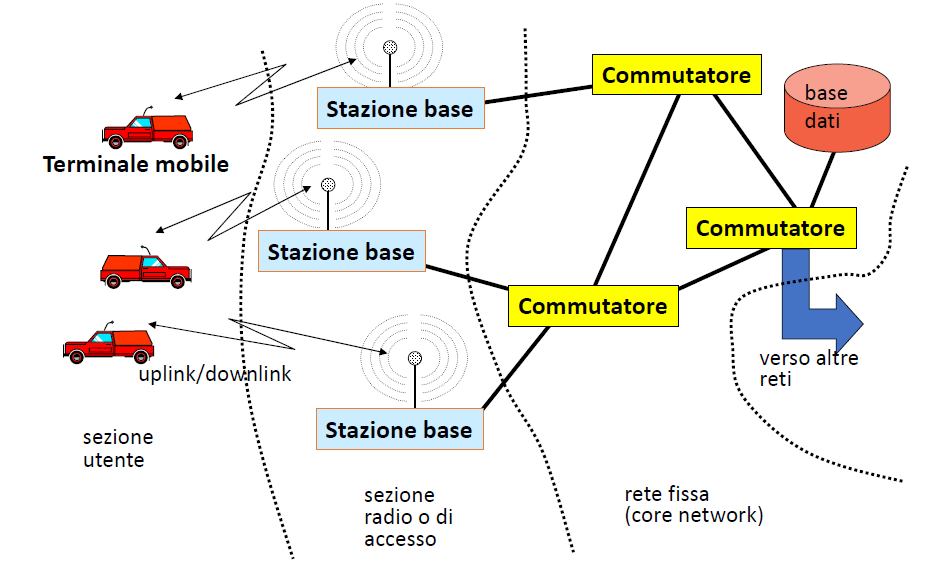 Stazione base
Commutatore
base
dati
Terminale mobile
Stazione base
Commutatore
Commutatore
uplink/downlink
verso altre
reti
Stazione base
sezione
utente
sezione
radio o di
accesso
rete fissa
(core network)